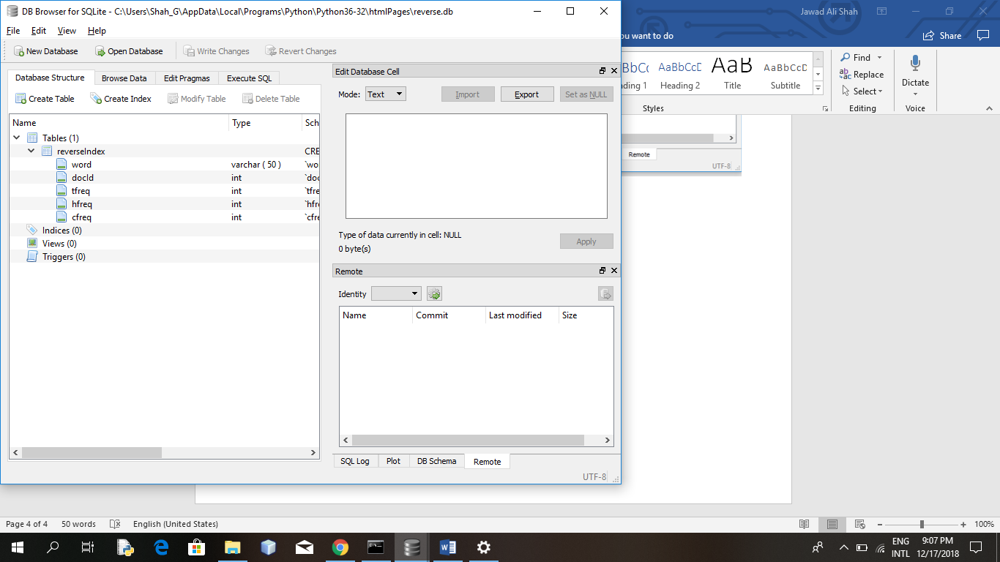 DB Browser for SQLite - C:\Users\Shah_G\AppData\Local\Programs\Python\Python36-32\htmlPages\reverse.db
File Edit View Help
New Database Open Database Write Changes Revert Changes
Database Structure Browse Data Edit Pragmas Execute SQL
Create Table Create Index Modify Table Delete Table
Name Type Sch
Tables (1)
reverseIndex CRE
word varchar ( 50 ) `wo
docId int `doc
tfreq int `tfre
hfreq int `hfre
cfreq int `cfre
Indices (0)
Views (0)
Triggers (0)
Edit Database Cell
Mode: Text Import Export Set as NULL
Type of data currently in cell: NULL
0 byte(s)
Apply
Remote
Identity
Name Commit Last modified Size
SQL Log Plot DB Schema Remote
UTF-8
Jawad Ali Shah
ou want to do
Share
BbCc AaBbCcD AaB AaBbCcD
ding 1 Heading 2 Title Subtitle
Styles
Find
Replace
Select
Editing
Dictate
Voice
Remote
UTF-8
Page 4 of 4 50 words English (United States) 100%
ENG 9:07 PM
INTL 12/17/2018